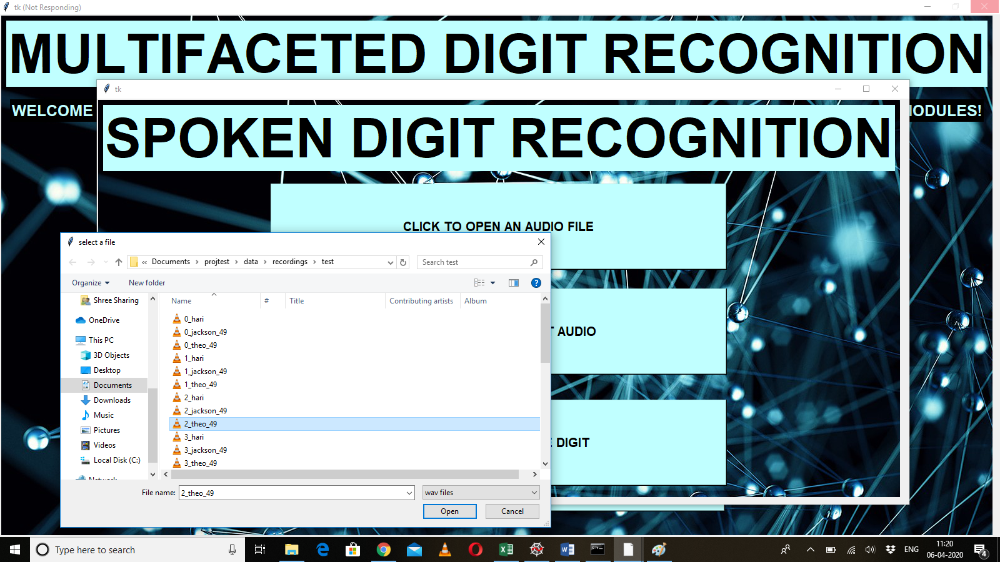 tk (Not Responding)
MULTIFACETED DIGIT RECOGNITION
tk
WELCOME
MODULES!
SPOKEN DIGIT RECOGNITION
CLICK TO OPEN AN AUDIO FILE
AUDIO
DIGIT
select a file
« Documents › projtest › data › recordings › test
Search test
Organize
New folder
Name
#
Title
Contributing artists
Album
Shree Sharing
OneDrive
This PC
3D Objects
Desktop
Documents
Downloads
Music
Pictures
Videos
Local Disk (C:)
Network
0_hari
0_jackson_49
0_theo_49
1_hari
1_jackson_49
1_theo_49
2_hari
2_jackson_49
2_theo_49
3_hari
3_jackson_49
3_theo_49
File name: 2_theo_49
wav files
Open
Cancel
Type here to search
ENG
11:20
06-04-2020
4